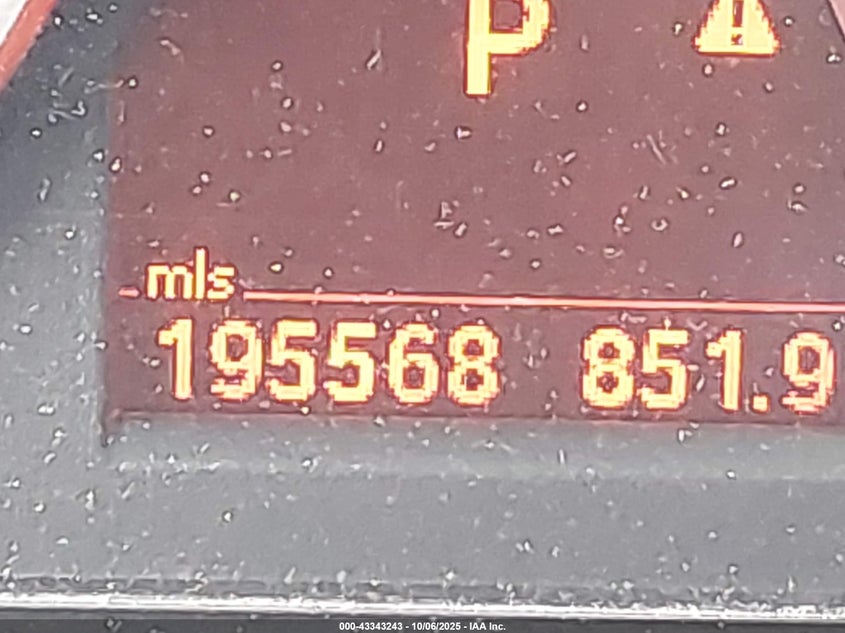 P
mls
195568 851.9
000-43343243 - 10/06/2025 - IAA Inc.